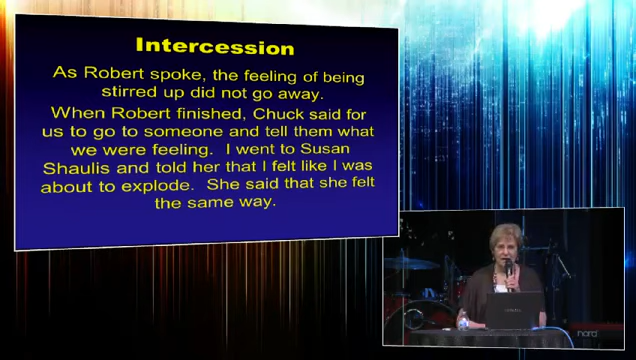 Intercession
As Robert spoke, the feeling of being
stirred up did not go away.
When Robert finished, Chuck said for
us to go to someone and tell them what
we were feeling.  I went to Susan
Shaulis and told her that I felt like I was
about to explode.  She said that she felt
the same way.